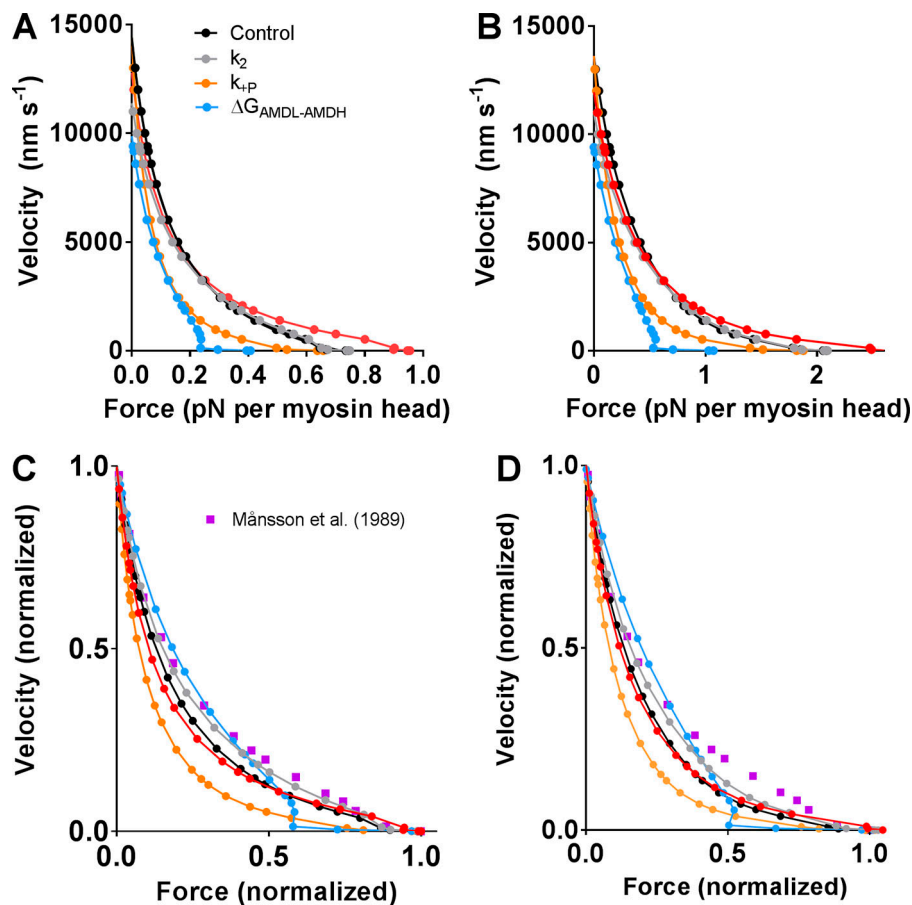 A
B
Control
k2
k+P
ΔGAMDL-AMDH
Velocity (nm s-1)
15000
10000
5000
0
0.0 0.2 0.4 0.6 0.8 1.0
Force (pN per myosin head)
Velocity (nm s-1)
15000
10000
5000
0
0 1 2
Force (pN per myosin head)
C
D
Månsson et al. (1989)
Velocity (normalized)
1.0
0.5
0.0
0.0 0.5 1.0
Force (normalized)
Velocity (normalized)
1.0
0.5
0.0
0.0 0.5 1.0
Force (normalized)